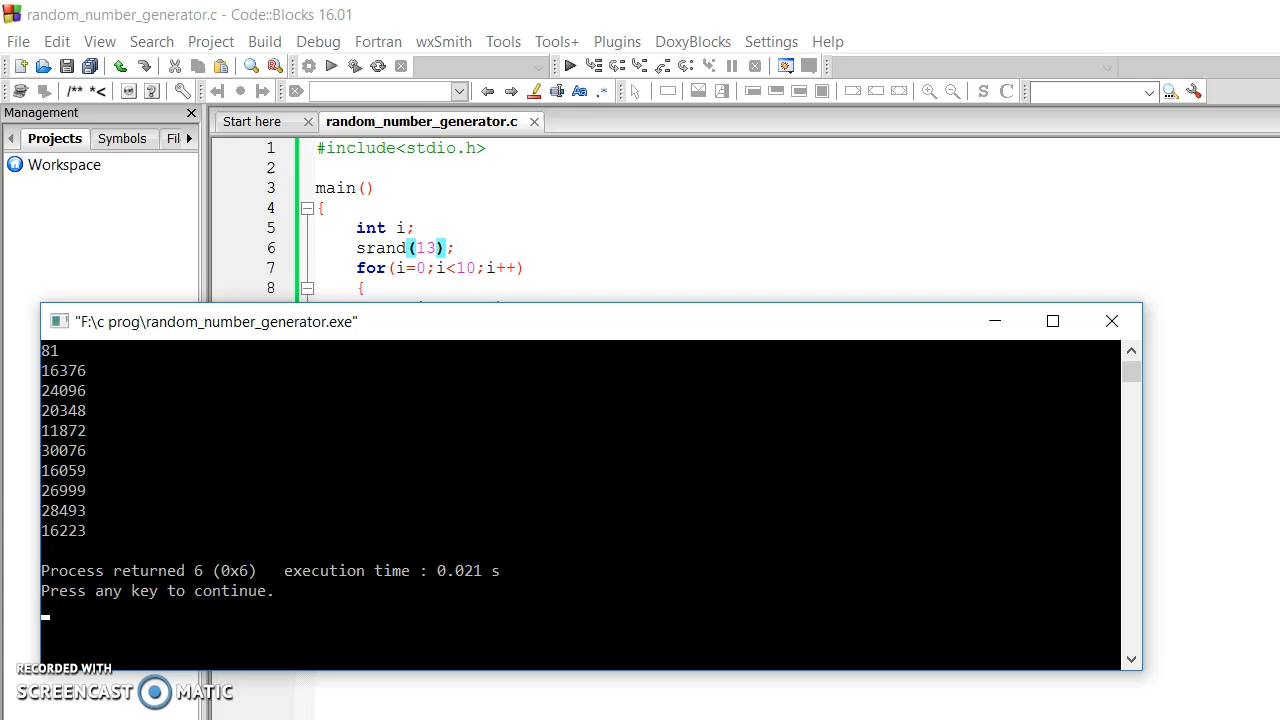 random_number_generator.c - Code::Blocks 16.01
File Edit View Search Project Build Debug Fortran wxSmith Tools Tools+ Plugins DoxyBlocks Settings Help
/** *<
S C
Management
Projects Symbols Fil
Workspace
Start here random_number_generator.c
1 #include<stdio.h>
2
3 main()
4 {
5 int i;
6 srand(13);
7 for(i=0;i<10;i++)
8 {
"F:\c prog\random_number_generator.exe"
81
16376
24096
20348
11872
30076
16059
26999
28493
16223
Process returned 6 (0x6) execution time : 0.021 s
Press any key to continue.
RECORDED WITH
SCREENCAST MATIC